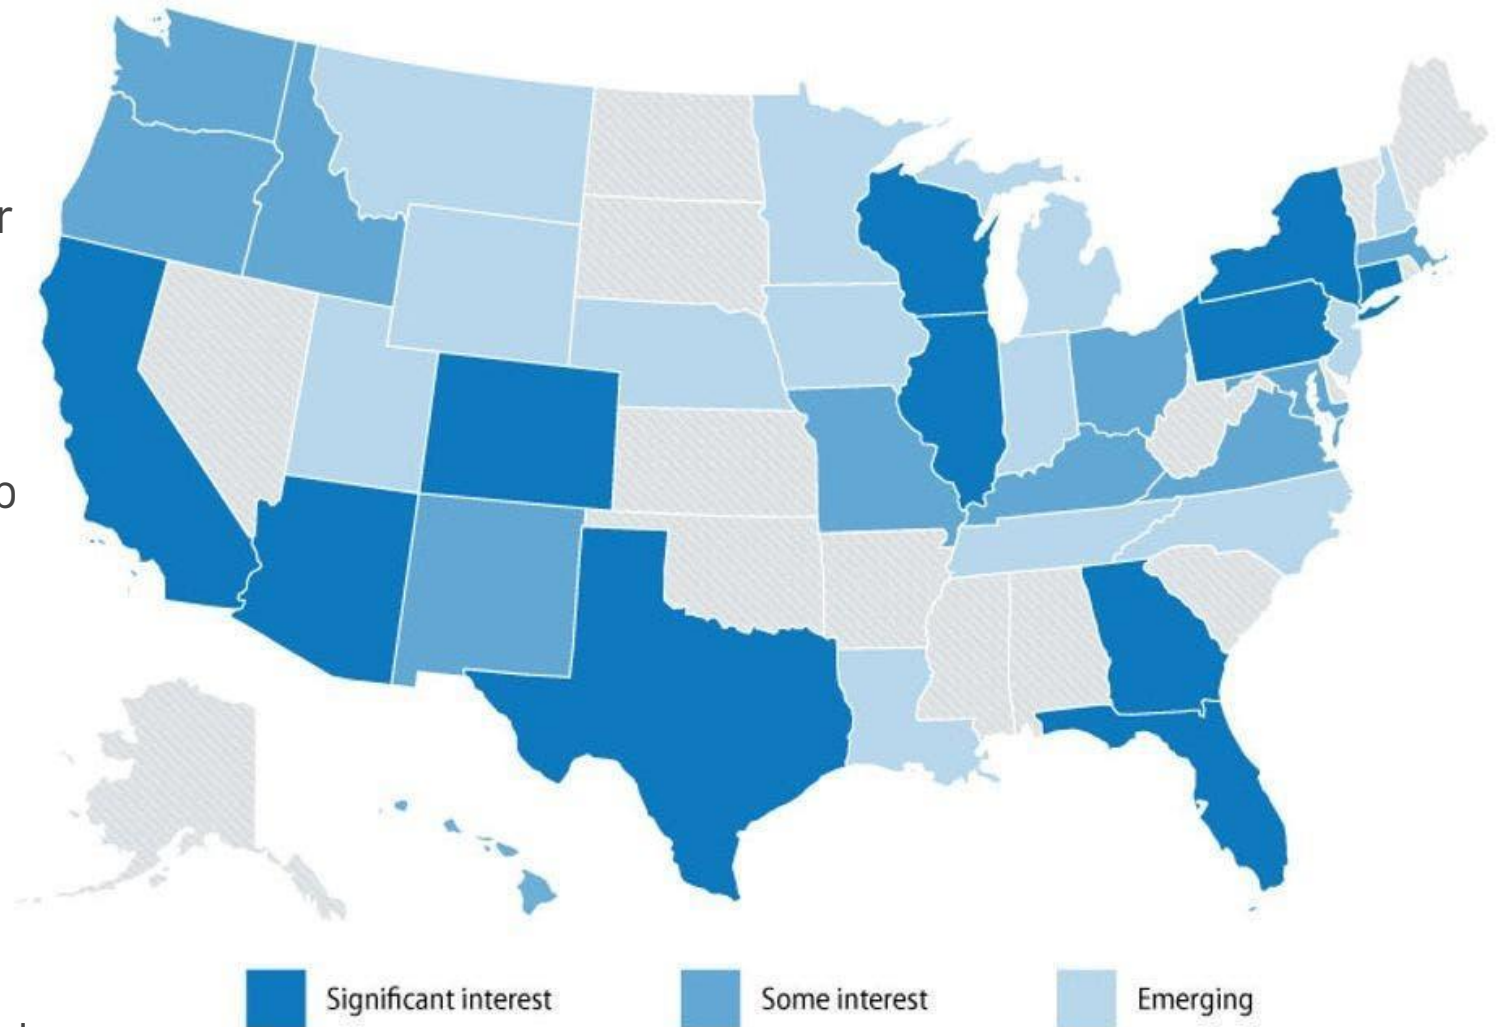 r
o
Significant interest
Some interest
Emerging